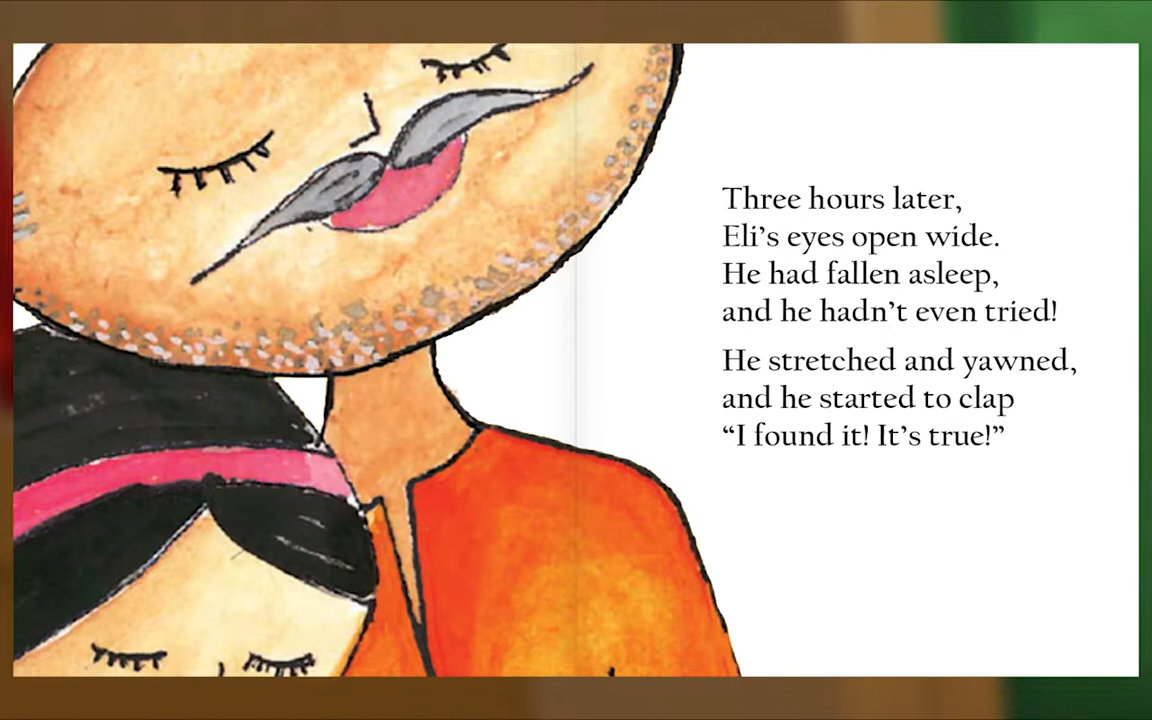 Three hours later,
Eli’s eyes open wide.
He had fallen asleep,
and he hadn’t even tried!
He stretched and yawned,
and he started to clap
“I found it! It’s true!”